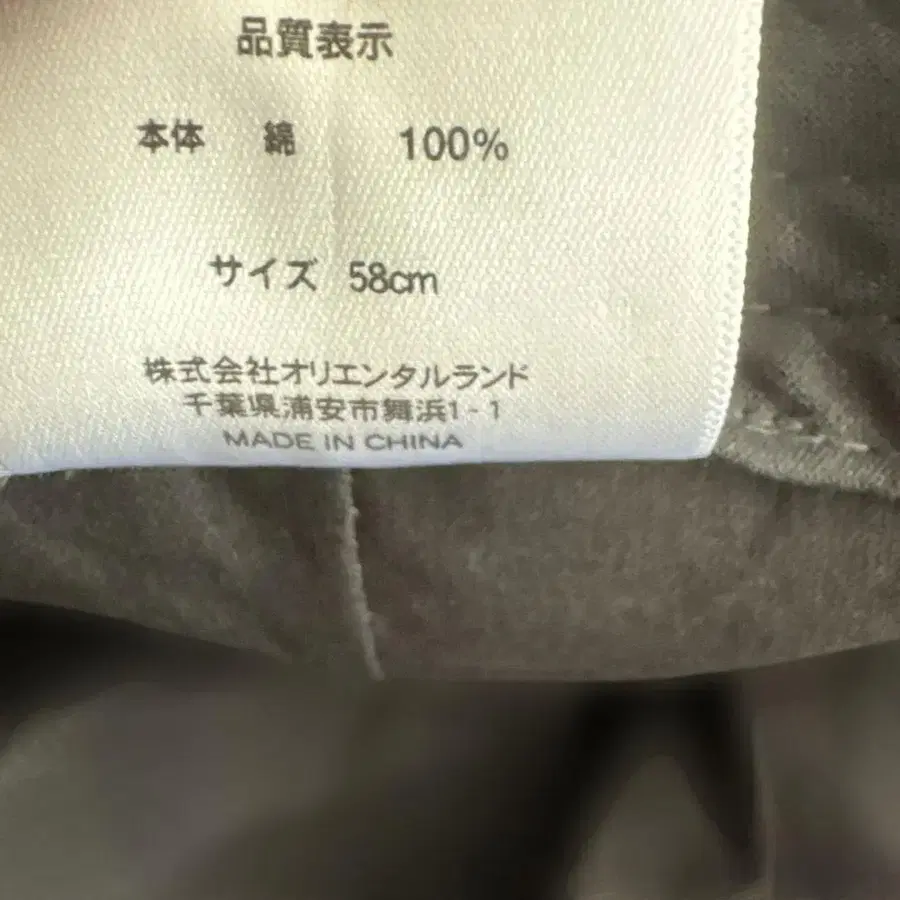 品質表示
本体 綿 100%
サイズ 58cm
株式会社オリエンタルランド
千葉県浦安市舞浜1-1
MADE IN CHINA